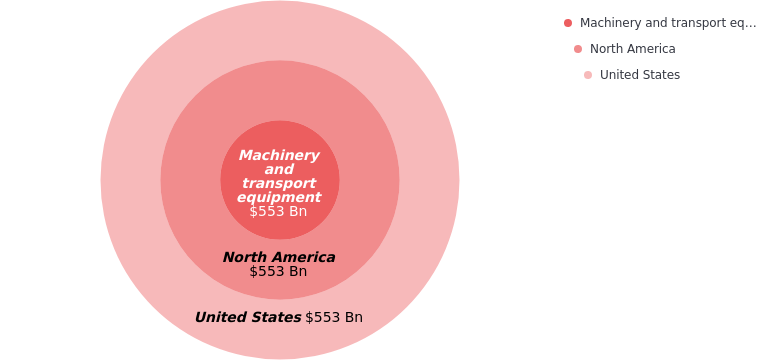 Machinery
and
transport
equipment
$553 Bn
North America
$553 Bn
United States $553 Bn
Machinery and transport eq...
North America
United States